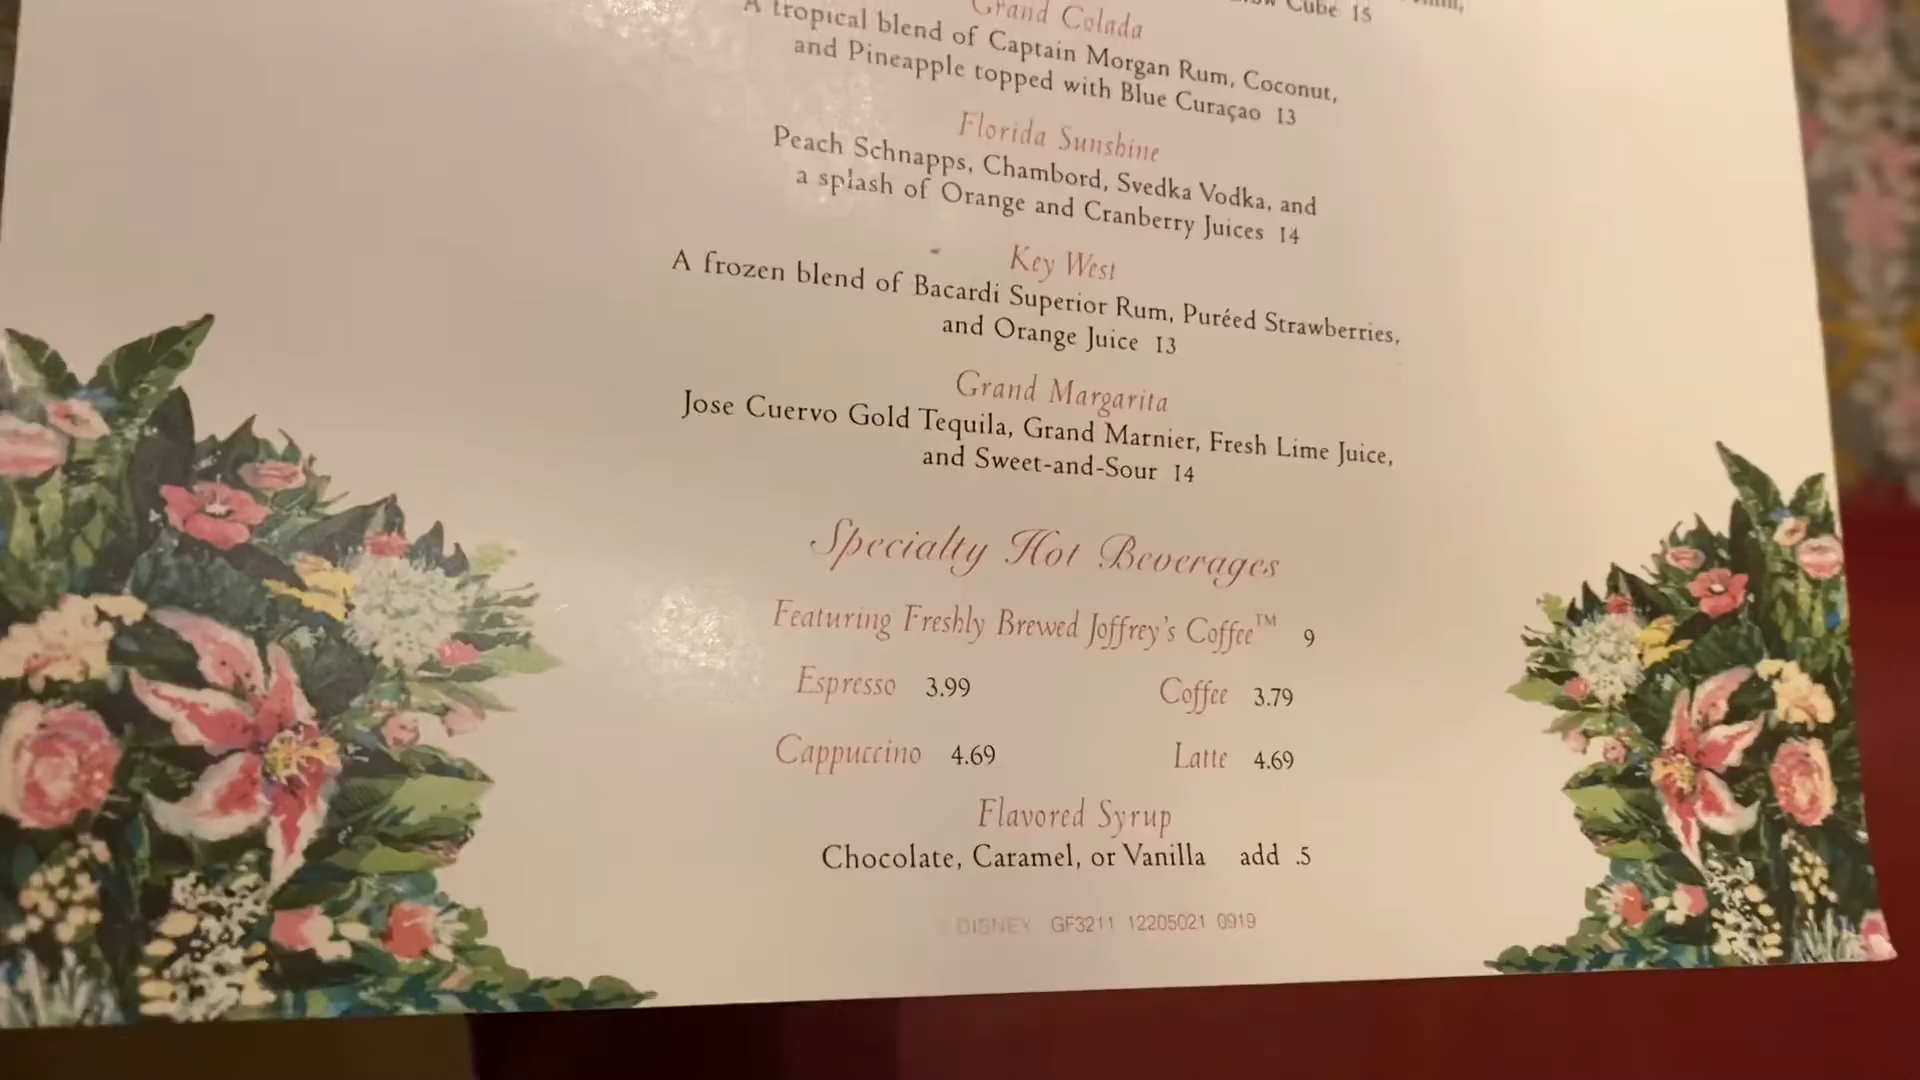 Cube 15
Grand Colada
A tropical blend of Captain Morgan Rum, Coconut,
and Pineapple topped with Blue Curaçao 13
Florida Sunshine
Peach Schnapps, Chambord, Svedka Vodka, and
a splash of Orange and Cranberry Juices 14
Key West
A frozen blend of Bacardi Superior Rum, Puréed Strawberries,
and Orange Juice 13
Grand Margarita
Jose Cuervo Gold Tequila, Grand Marnier, Fresh Lime Juice,
and Sweet-and-Sour 14
Specialty Hot Beverages
Featuring Freshly Brewed Joffrey's Coffee™ 9
Espresso 3.99 Coffee 3.79
Cappuccino 4.69 Latte 4.69
Flavored Syrup
Chocolate, Caramel, or Vanilla add .5
© DISNEY GF3211 12205021 0919